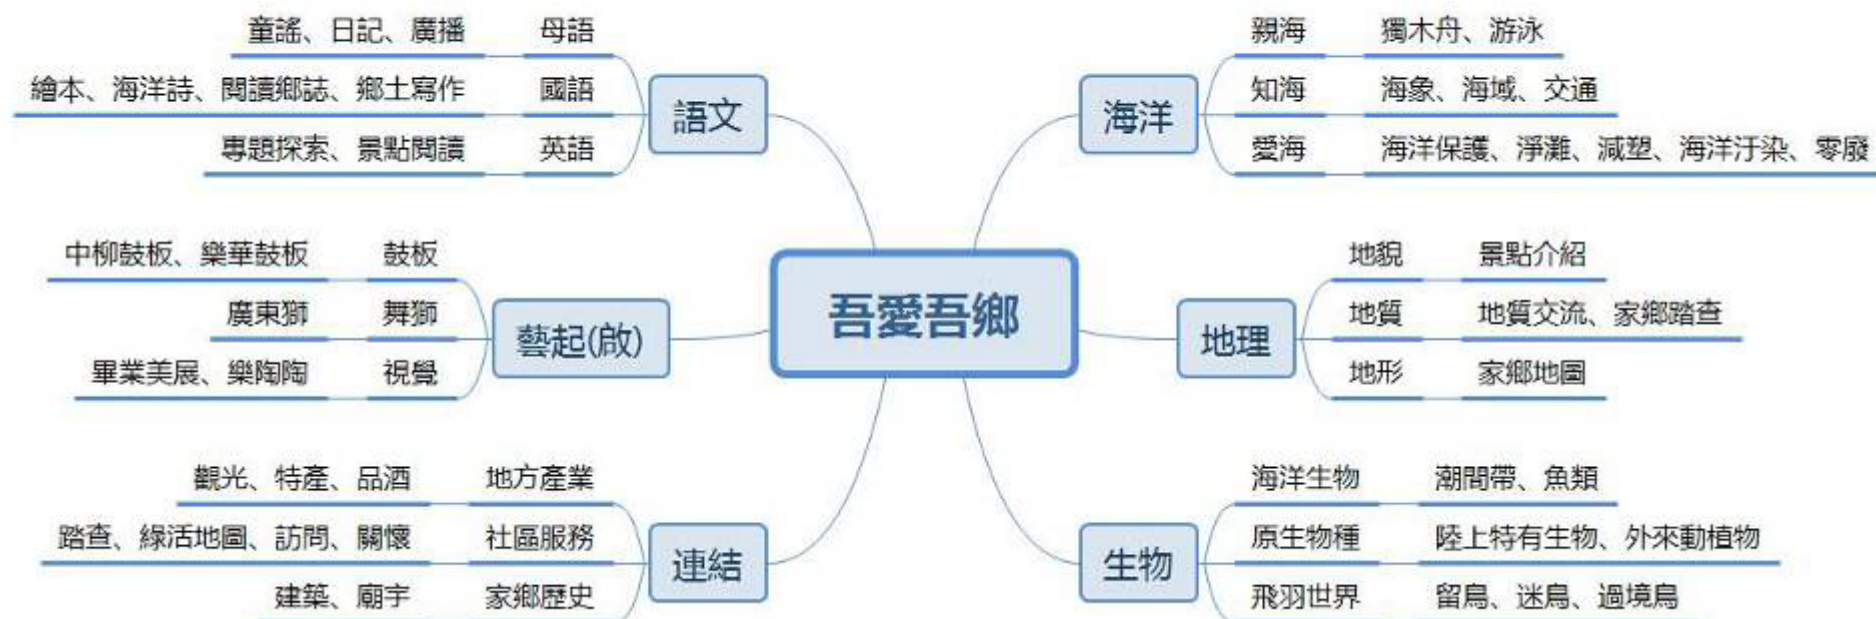 吾愛吾鄉
語文
童謠、日記、廣播 母語
繪本、海洋詩、閱讀鄉誌、鄉土寫作 國語
專題探索、景點閱讀 英語
藝起(啟)
中柳鼓板、樂華鼓板 鼓板
廣東獅 舞獅
畢業美展、樂陶陶 視覺
連結
觀光、特產、品酒 地方產業
踏查、綠活地圖、訪問、關懷 社區服務
建築、廟宇 家鄉歷史
海洋
親海 獨木舟、游泳
知海 海象、海域、交通
愛海 海洋保護、淨灘、減塑、海洋汙染、零廢
地理
地貌 景點介紹
地質 地質交流、家鄉踏查
地形 家鄉地圖
生物
海洋生物 潮間帶、魚類
原生物種 陸上特有生物、外來動植物
飛羽世界 留鳥、迷鳥、過境鳥